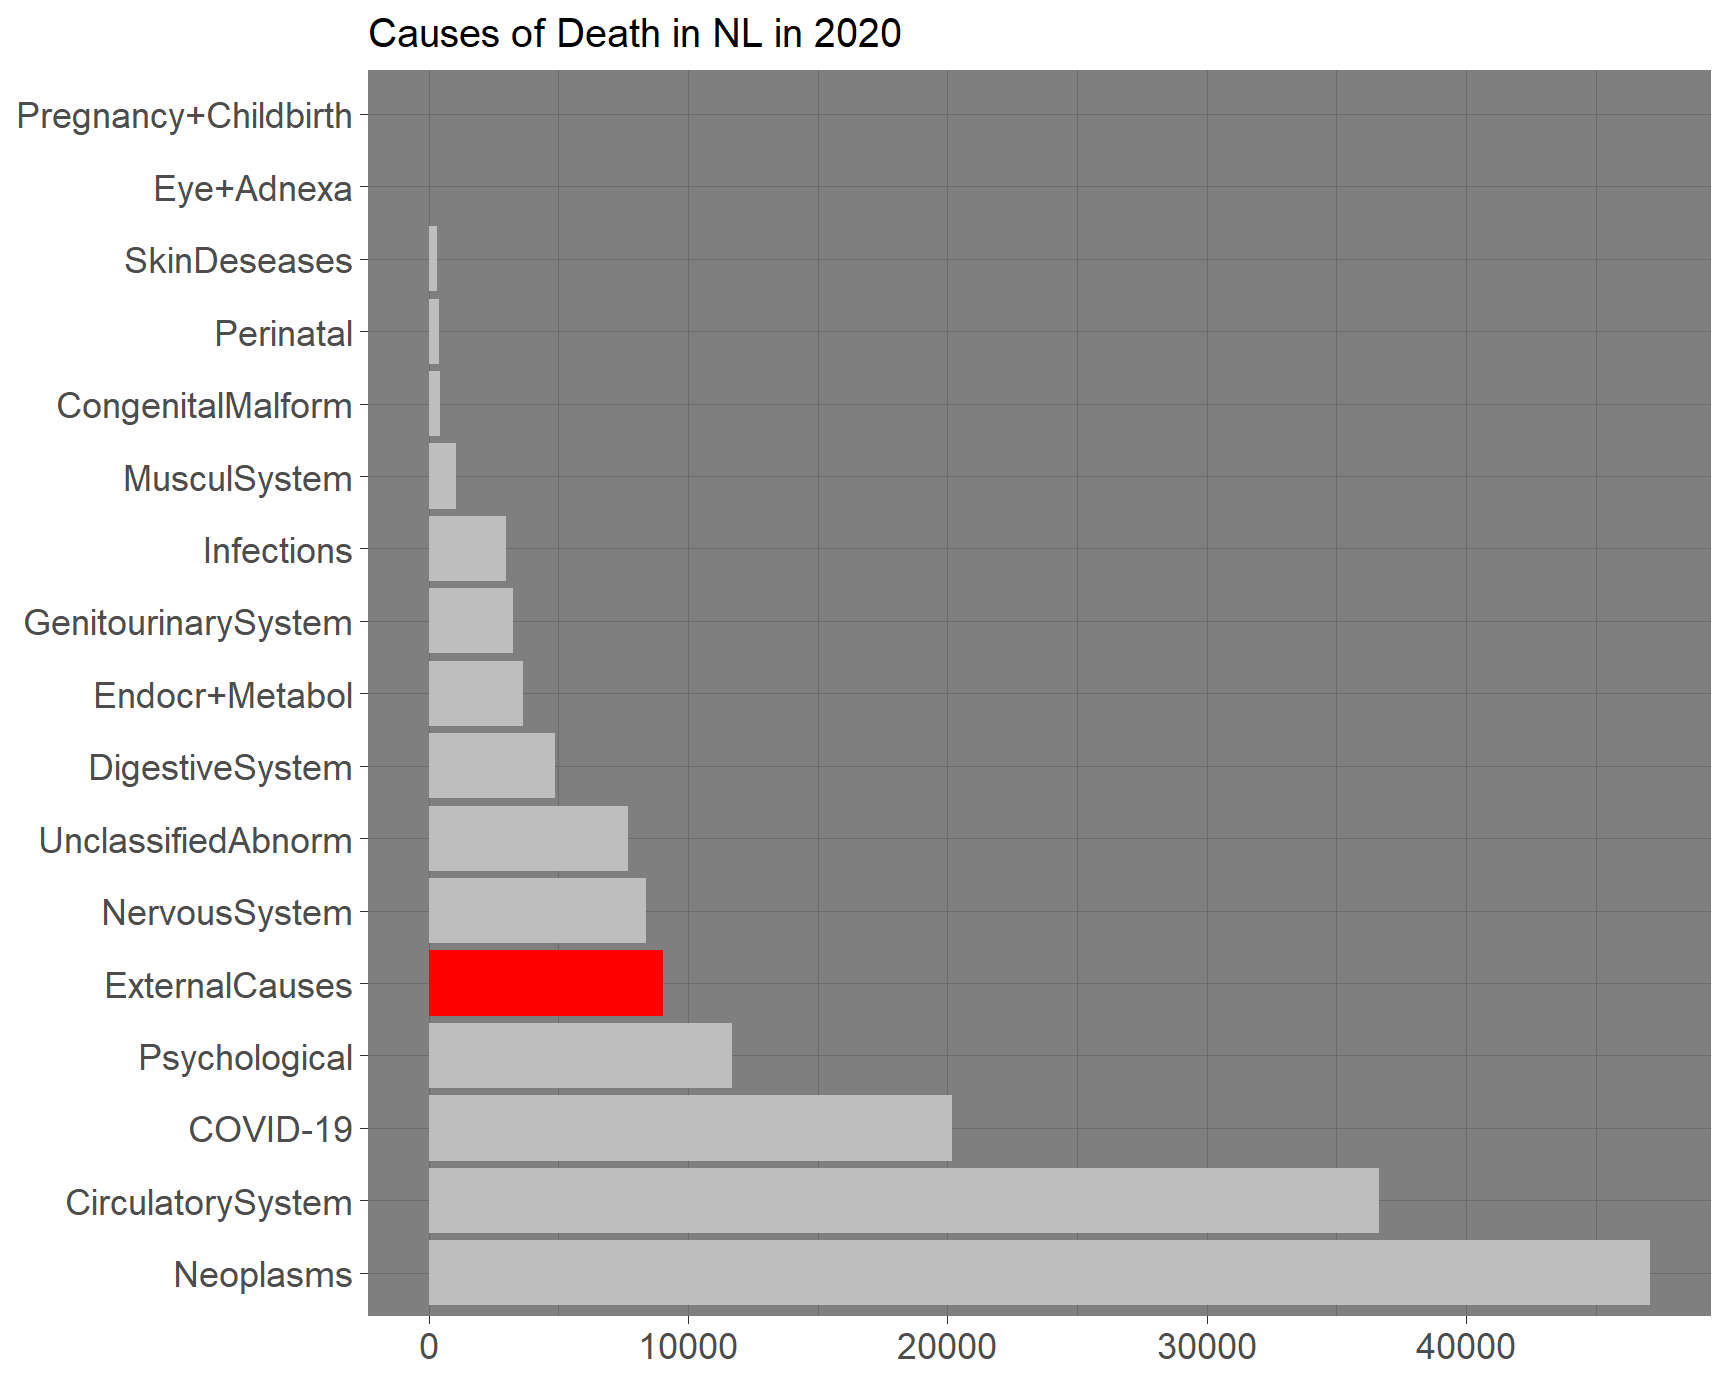 Causes of Death in NL in 2020
Pregnancy+Childbirth
Eye+Adnexa
SkinDeseases
Perinatal
CongenitalMalform
MusculSystem
Infections
GenitourinarySystem
Endocr+Metabol
DigestiveSystem
UnclassifiedAbnorm
NervousSystem
ExternalCauses
Psychological
COVID-19
CirculatorySystem
Neoplasms
0 10000 20000 30000 40000